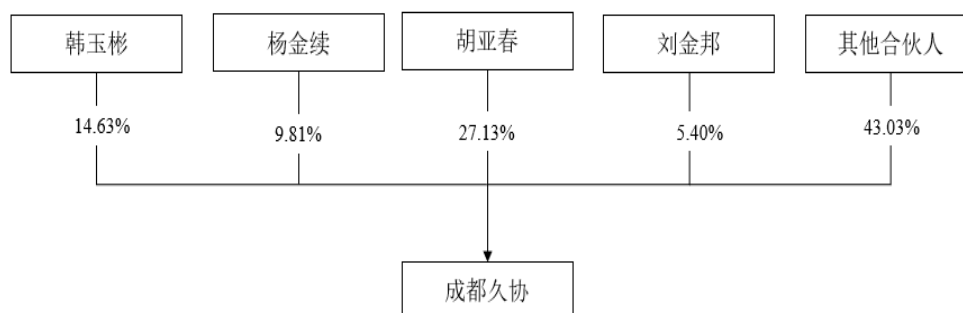 韩玉彬
杨金续
胡亚春
刘金邦
其他合伙人
14.63%
9.81%
27.13%
5.40%
43.03%
成都久协